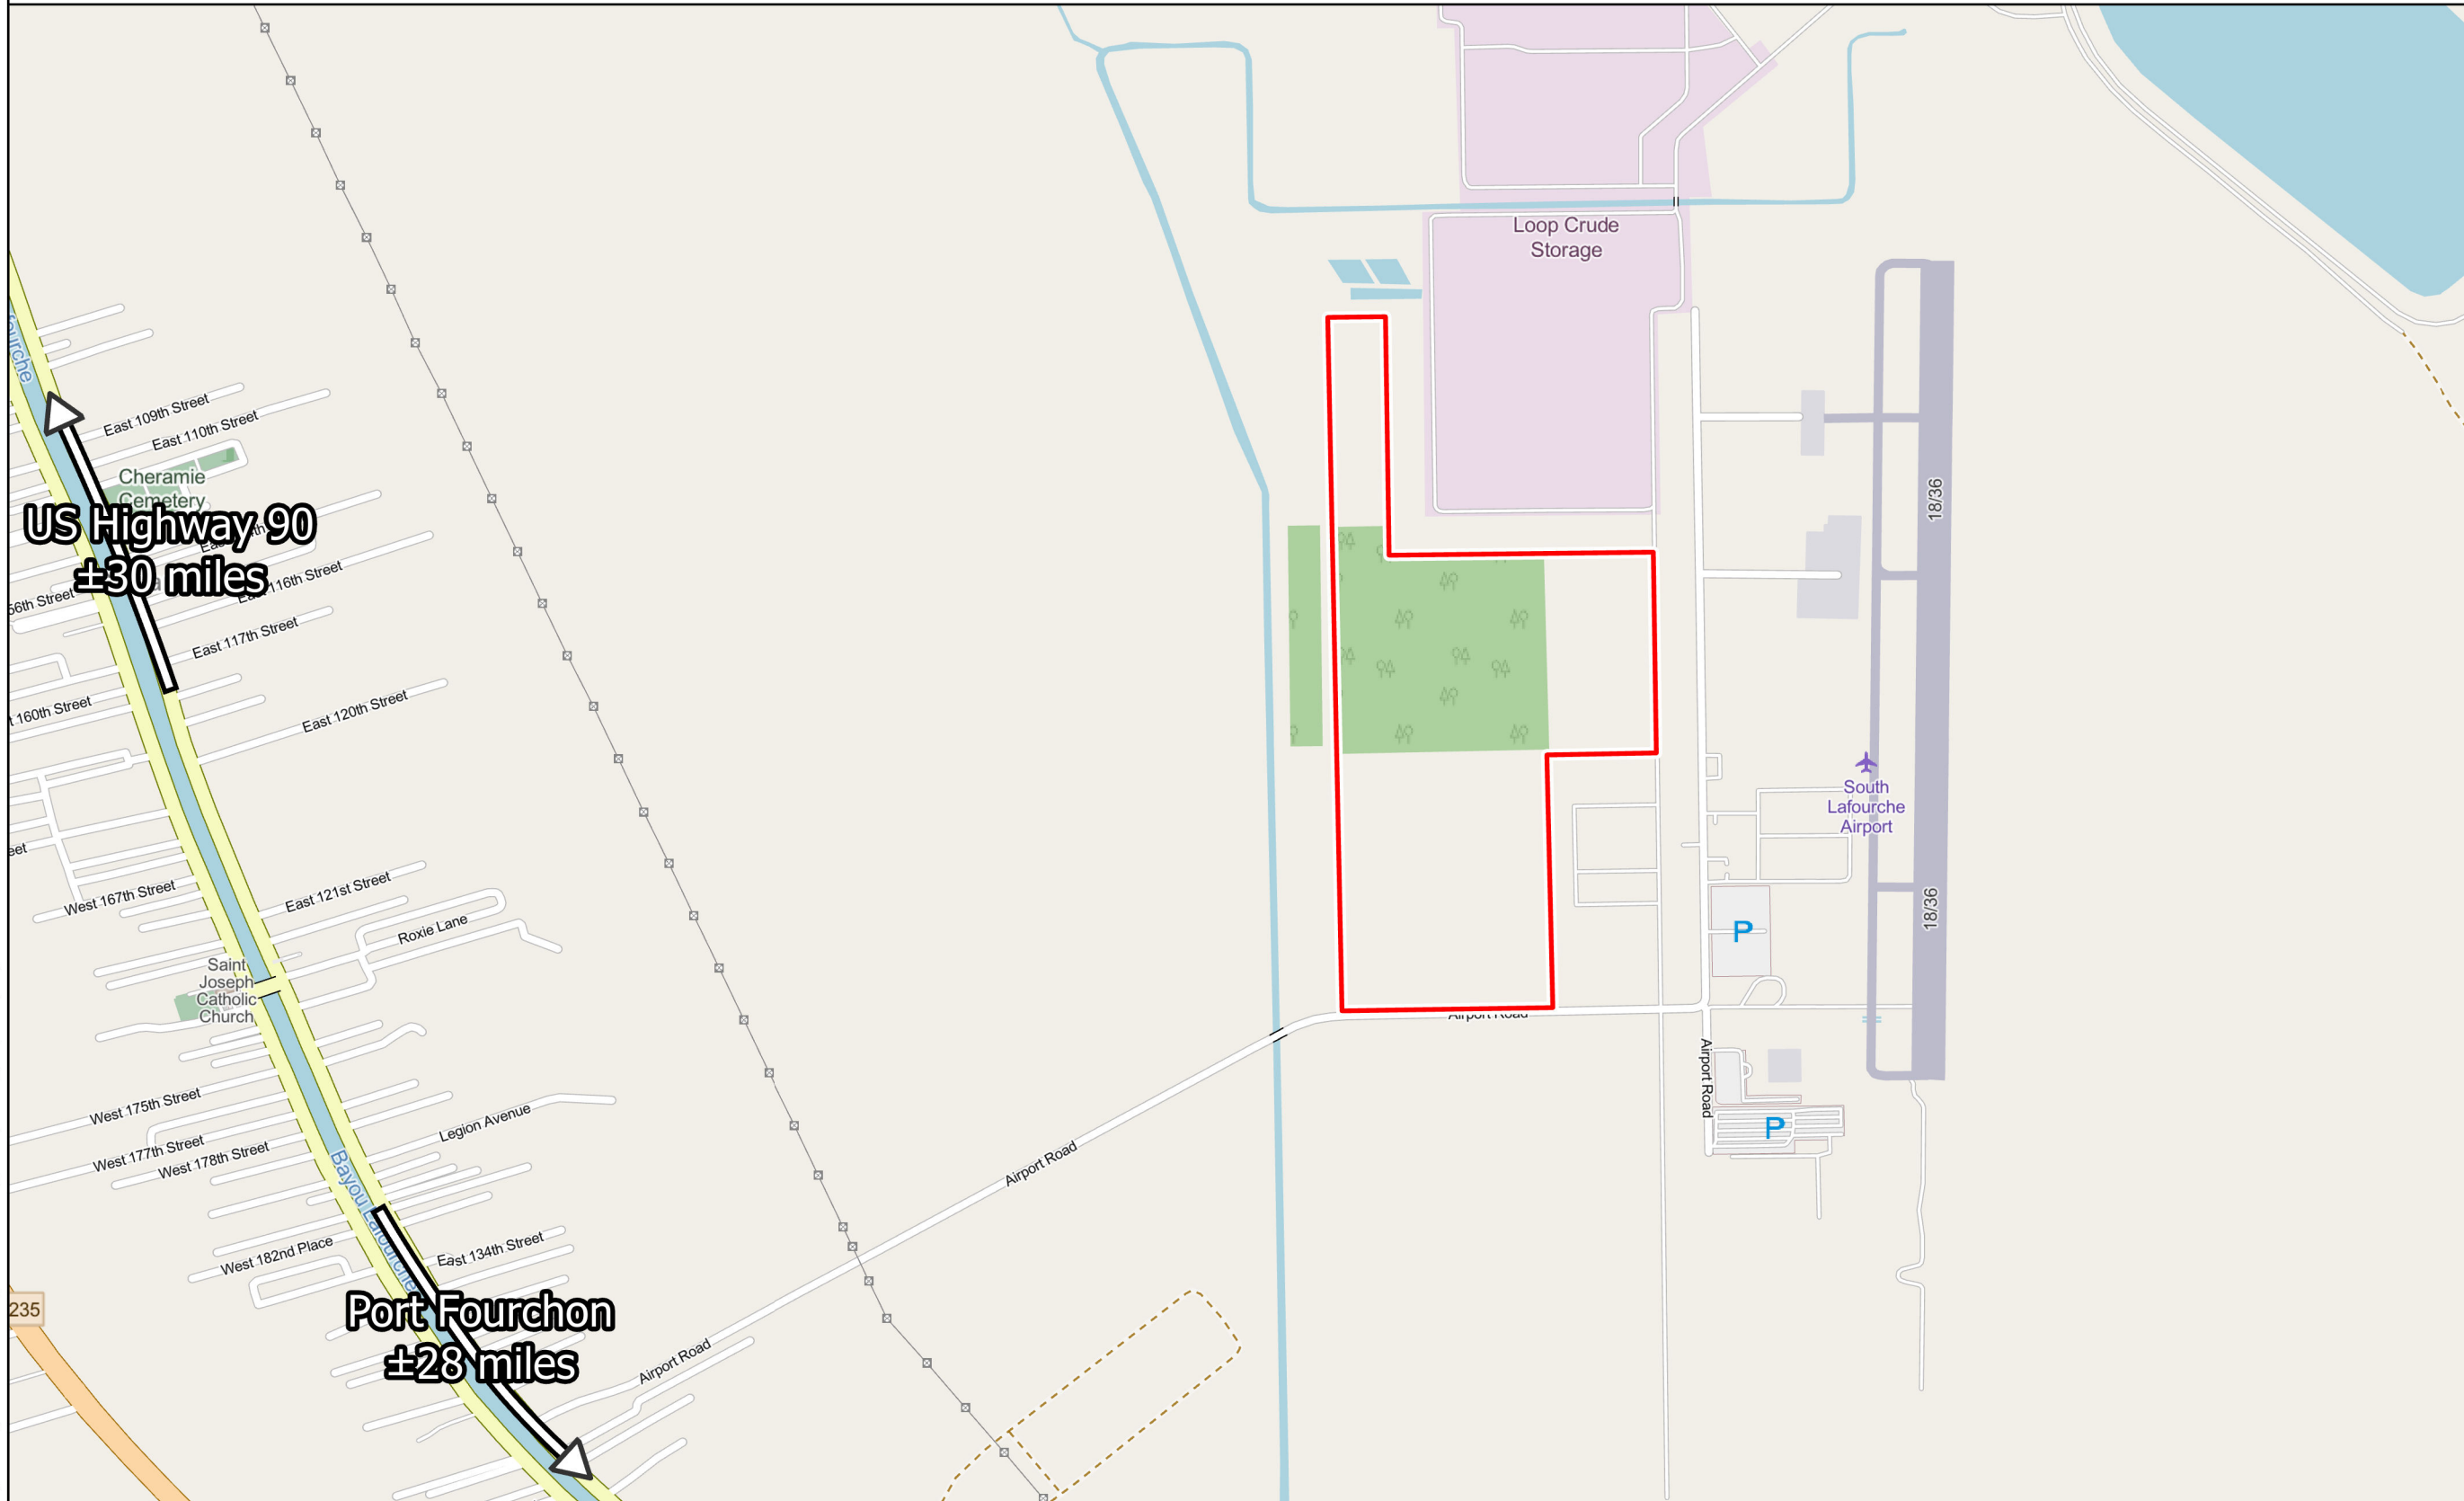 Loop Crude
Storage
fourche
East 109th Street
East 110th Street
Cheramie
Cemetery
US Highway 90
±30 miles
East 116th Street
56th Street
East 117th Street
t 160th Street
East 120th Street
18/36
South
Lafourche
Airport
eet
East 121st Street
West 167th Street
Roxie Lane
18/36
P
Saint
Joseph
Catholic
Church
Airport Road
Airport Road
West 175th Street
Legion Avenue
P
West 177th Street
West 178th Street
Airport Road
Bayou Lafourche
West 182nd Place
East 134th Street
235
Port Fourchon
±28 miles
Airport Road